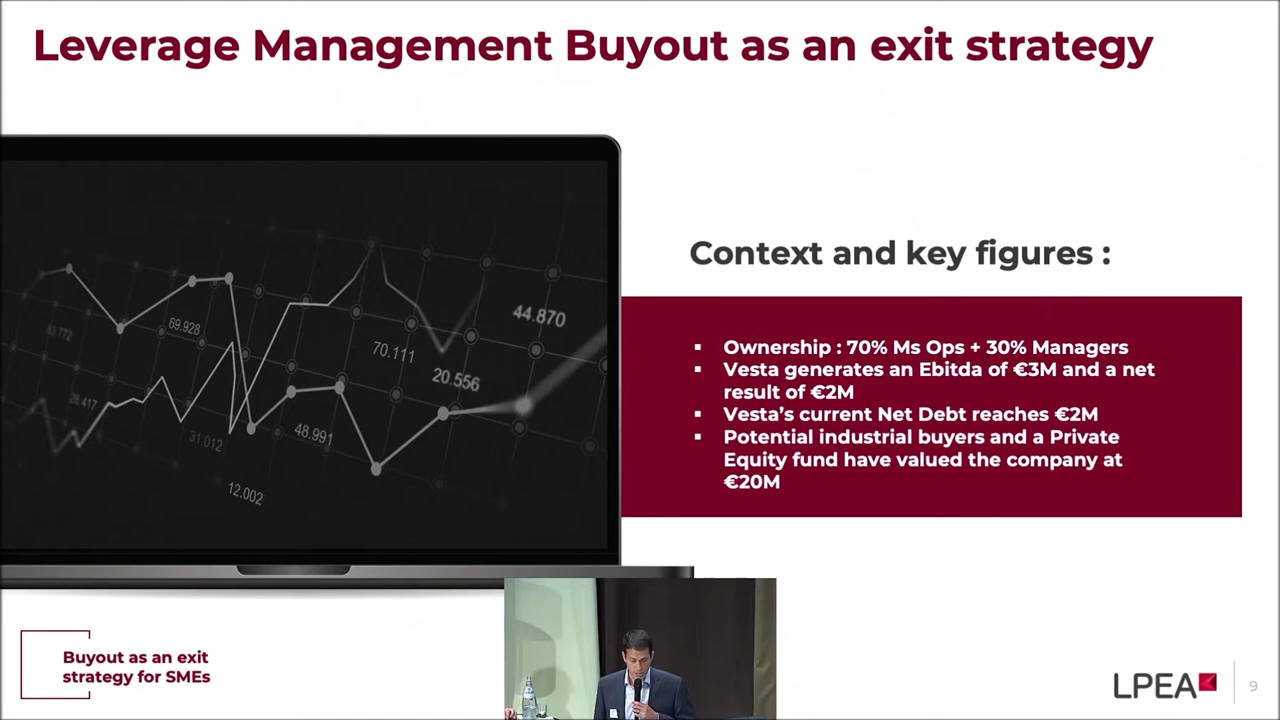 Leverage Management Buyout as an exit strategy
69.928
70.111
44.870
20.556
31.012
48.991
12.002
Context and key figures :
▪ Ownership : 70% Ms Ops + 30% Managers
▪ Vesta generates an Ebitda of €3M and a net
result of €2M
▪ Vesta’s current Net Debt reaches €2M
▪ Potential industrial buyers and a Private
Equity fund have valued the company at
€20M
Buyout as an exit
strategy for SMEs
LPEA
9